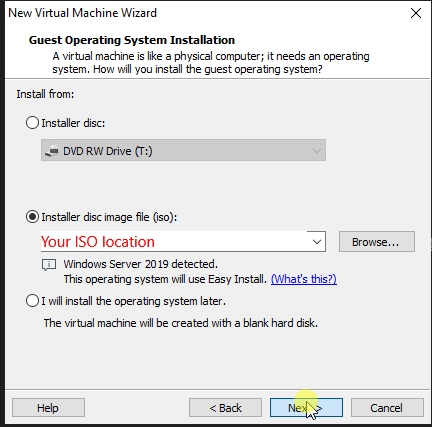 New Virtual Machine Wizard
Guest Operating System Installation
A virtual machine is like a physical computer; it needs an operating
system. How will you install the guest operating system?
Install from:
Installer disc:
DVD RW Drive (T:)
Installer disc image file (iso):
Your ISO location
Browse...
Windows Server 2019 detected.
This operating system will use Easy Install. (What's this?)
I will install the operating system later.
The virtual machine will be created with a blank hard disk.
Help
< Back
Next >
Cancel